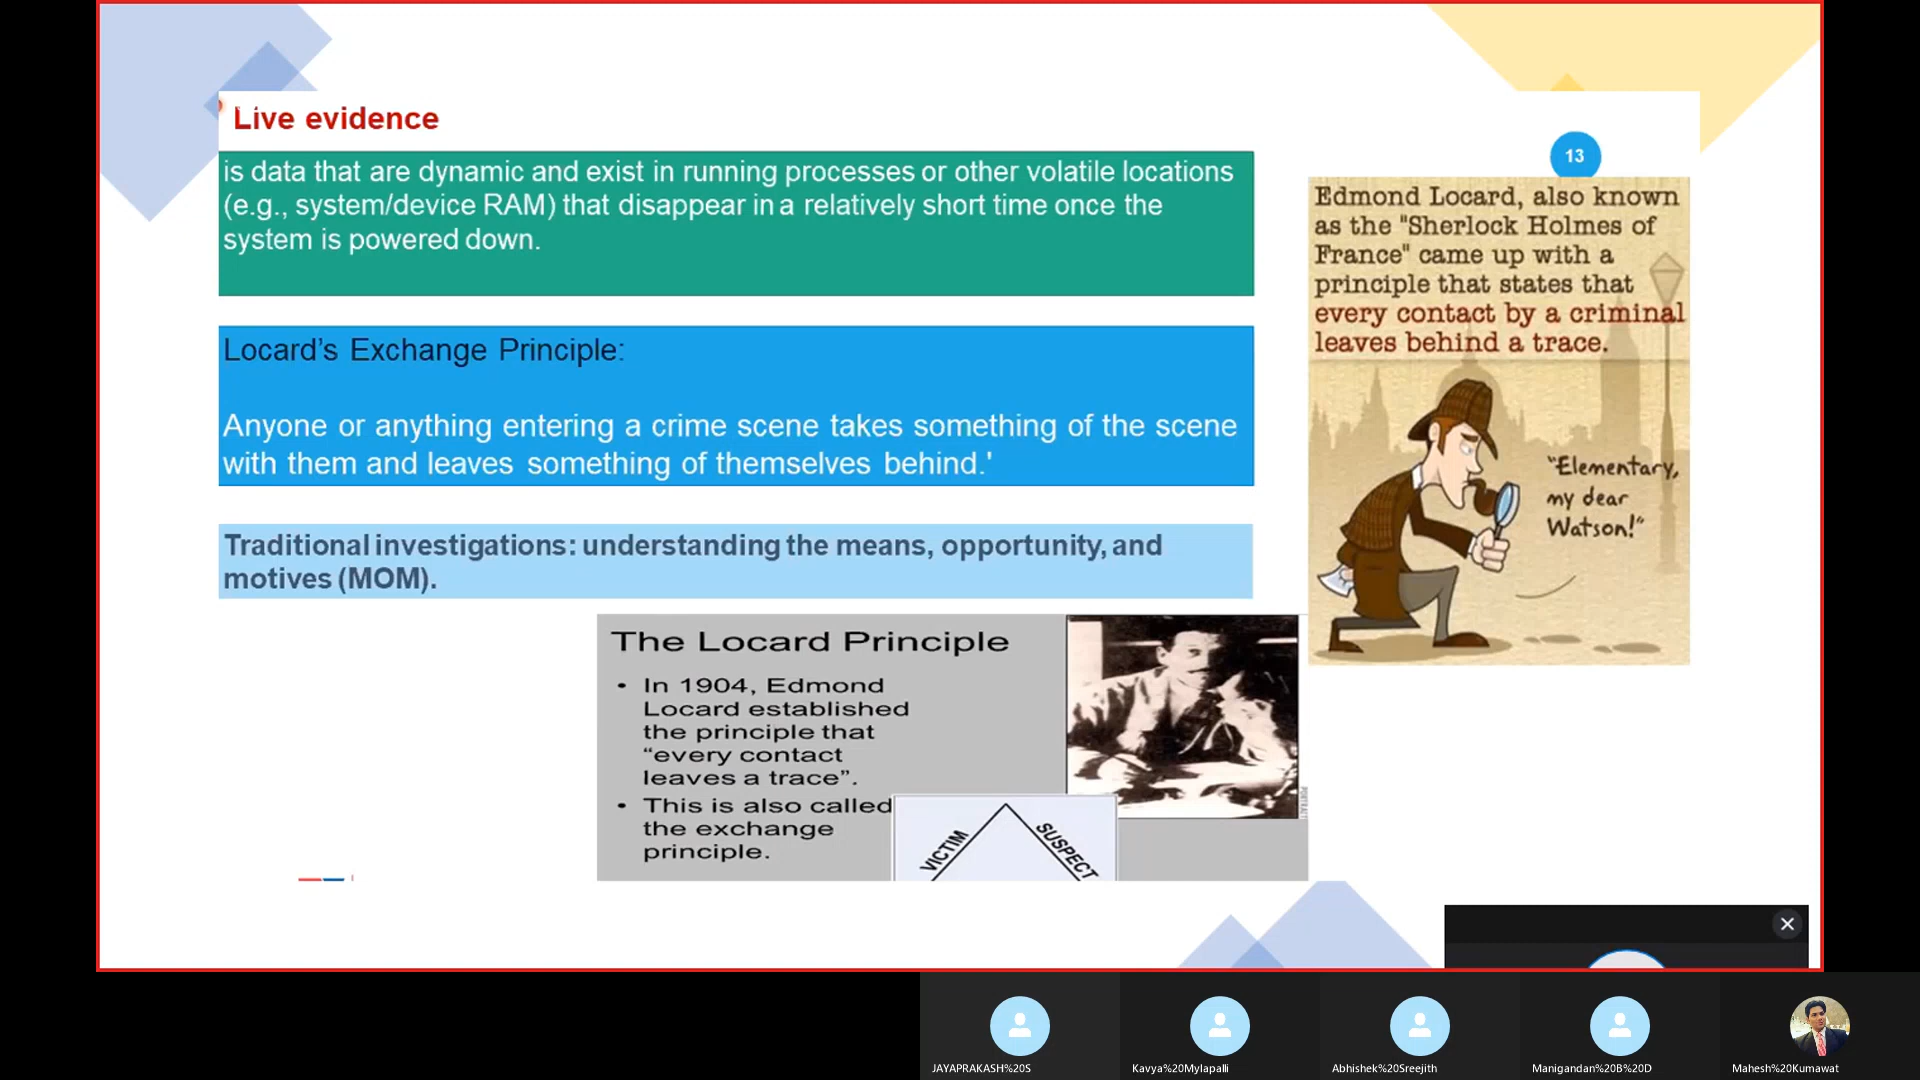 Live evidence
is data that are dynamic and exist in running processes or other volatile locations
(e.g., system/device RAM) that disappear in a relatively short time once the
system is powered down.
Locard’s Exchange Principle:
Anyone or anything entering a crime scene takes something of the scene
with them and leaves something of themselves behind.'
Traditional investigations: understanding the means, opportunity, and
motives (MOM).
13
Edmond Locard, also known
as the "Sherlock Holmes of
France" came up with a
principle that states that
every contact by a criminal
leaves behind a trace.
"Elementary,
my dear
Watson!"
The Locard Principle
• In 1904, Edmond
Locard established
the principle that
“every contact
leaves a trace”.
• This is also called
the exchange
principle.
VICTIM
SUSPECT
JAYAPRAKASH%20S
Kavya%20Mylapalli
Abhishek%20Sreejith
Manigandan%20B%20D
Mahesh%20Kumawat